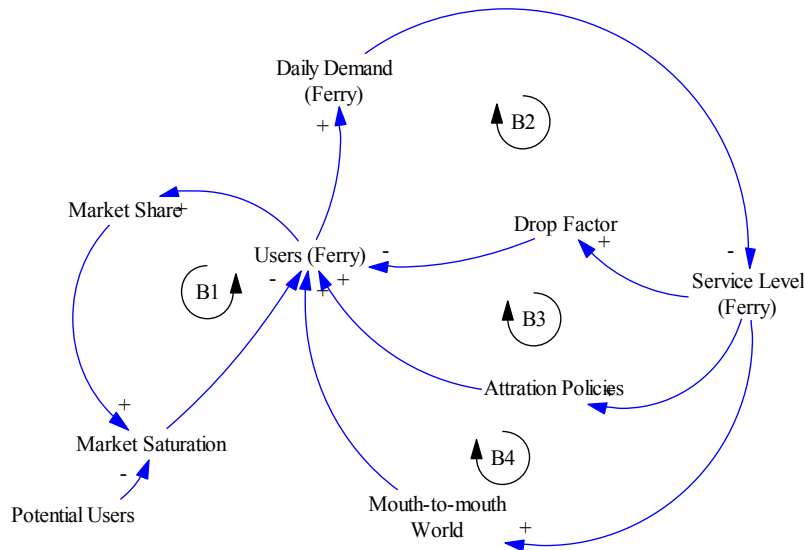 Daily Demand
(Ferry)
+
B2
Market Share
+
Drop Factor
+
-
Users (Ferry)
-
+
+
-
Service Level
(Ferry)
B1
B3
Attration Policies
+
+
Market Saturation
-
B4
Mouth-to-mouth
World
+
Potential Users